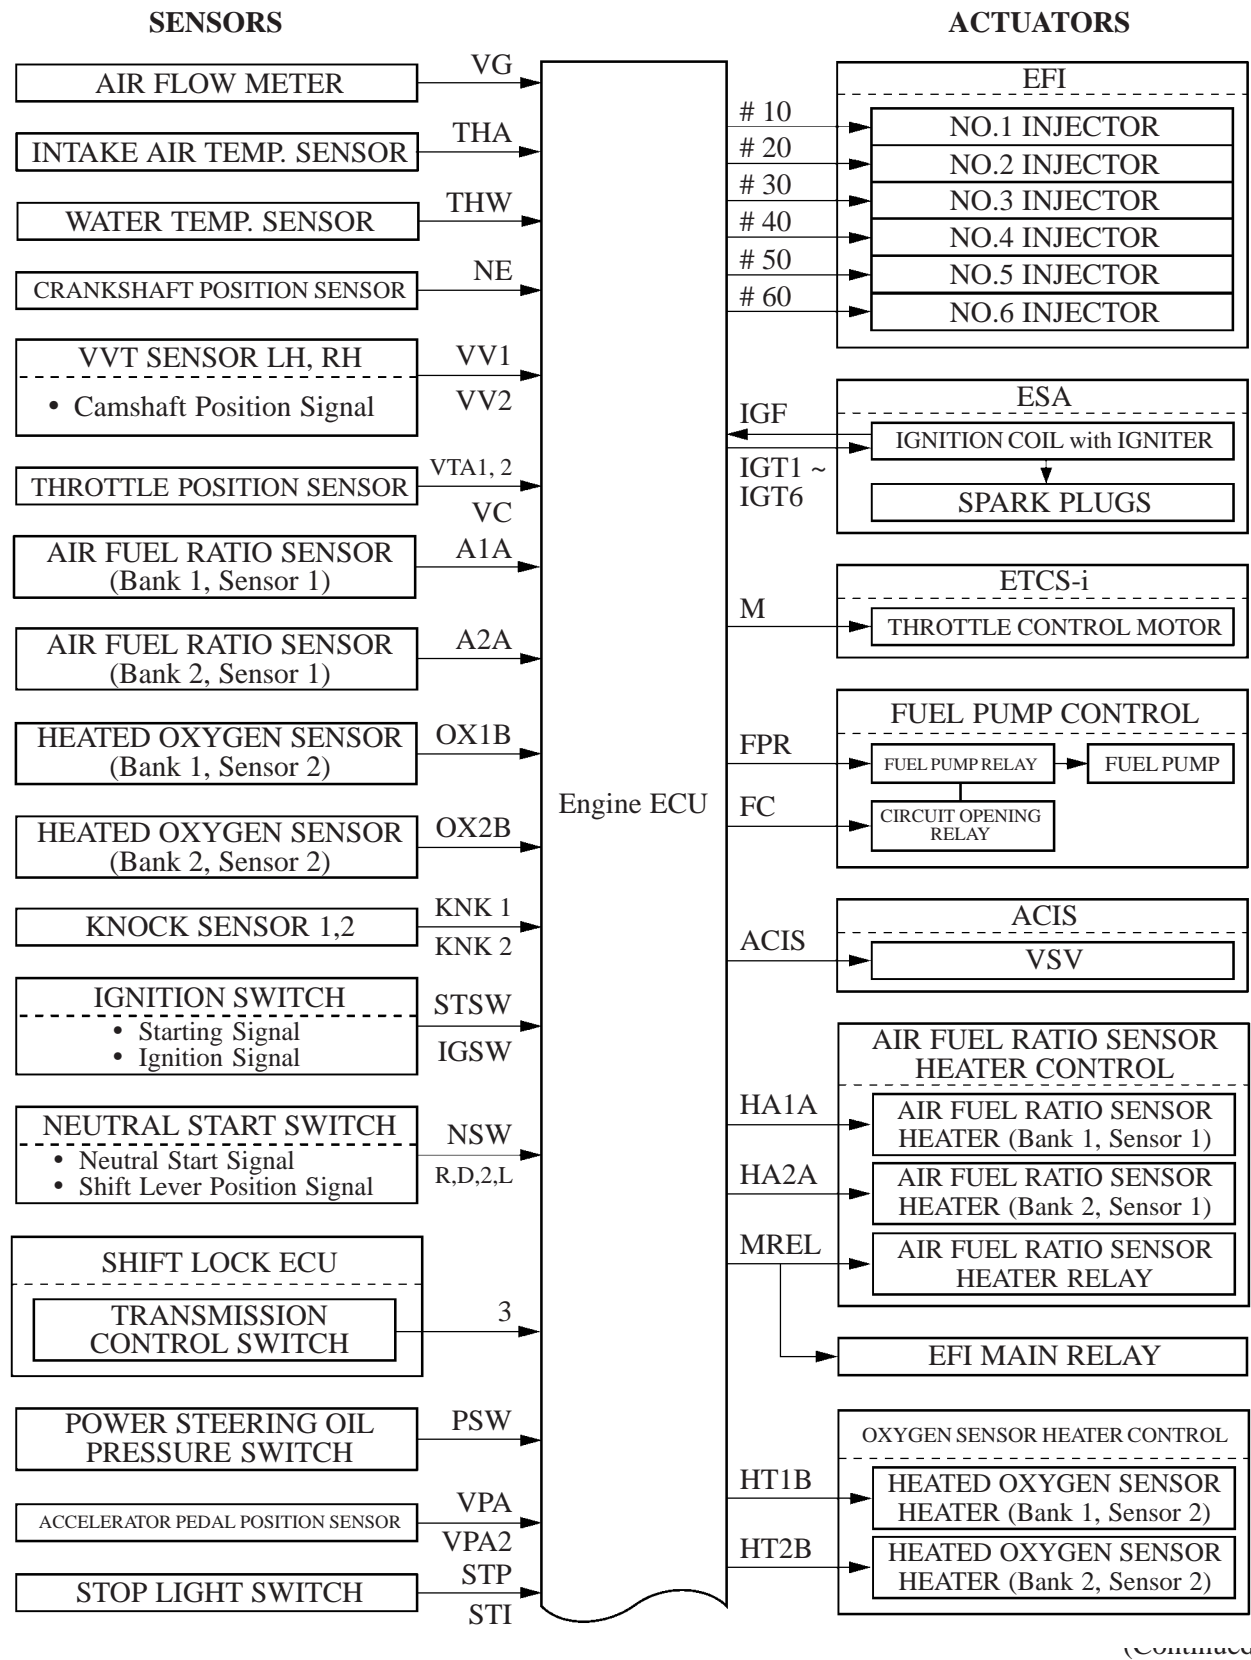 SENSORS
ACTUATORS
AIR FLOW METER
VG
INTAKE AIR TEMP. SENSOR
THA
WATER TEMP. SENSOR
THW
CRANKSHAFT POSITION SENSOR
NE
VVT SENSOR LH, RH
• Camshaft Position Signal
VV1
VV2
THROTTLE POSITION SENSOR
VTA1, 2
VC
AIR FUEL RATIO SENSOR
(Bank 1, Sensor 1)
A1A
AIR FUEL RATIO SENSOR
(Bank 2, Sensor 1)
A2A
HEATED OXYGEN SENSOR
(Bank 1, Sensor 2)
OX1B
HEATED OXYGEN SENSOR
(Bank 2, Sensor 2)
OX2B
KNOCK SENSOR 1,2
KNK 1
KNK 2
IGNITION SWITCH
• Starting Signal
• Ignition Signal
STSW
IGSW
NEUTRAL START SWITCH
• Neutral Start Signal
• Shift Lever Position Signal
NSW
R,D,2,L
SHIFT LOCK ECU
TRANSMISSION
CONTROL SWITCH
3
POWER STEERING OIL
PRESSURE SWITCH
PSW
ACCELERATOR PEDAL POSITION SENSOR
VPA
VPA2
STOP LIGHT SWITCH
STP
STI
Engine ECU
EFI
# 10
NO.1 INJECTOR
# 20
NO.2 INJECTOR
# 30
NO.3 INJECTOR
# 40
NO.4 INJECTOR
# 50
NO.5 INJECTOR
# 60
NO.6 INJECTOR
ESA
IGF
IGNITION COIL with IGNITER
IGT1 ~
IGT6
SPARK PLUGS
ETCS-i
M
THROTTLE CONTROL MOTOR
FUEL PUMP CONTROL
FPR
FUEL PUMP RELAY
FUEL PUMP
FC
CIRCUIT OPENING
RELAY
ACIS
ACIS
VSV
AIR FUEL RATIO SENSOR
HEATER CONTROL
HA1A
AIR FUEL RATIO SENSOR
HEATER (Bank 1, Sensor 1)
HA2A
AIR FUEL RATIO SENSOR
HEATER (Bank 2, Sensor 1)
MREL
AIR FUEL RATIO SENSOR
HEATER RELAY
EFI MAIN RELAY
OXYGEN SENSOR HEATER CONTROL
HT1B
HEATED OXYGEN SENSOR
HEATER (Bank 1, Sensor 2)
HT2B
HEATED OXYGEN SENSOR
HEATER (Bank 2, Sensor 2)
(Continued